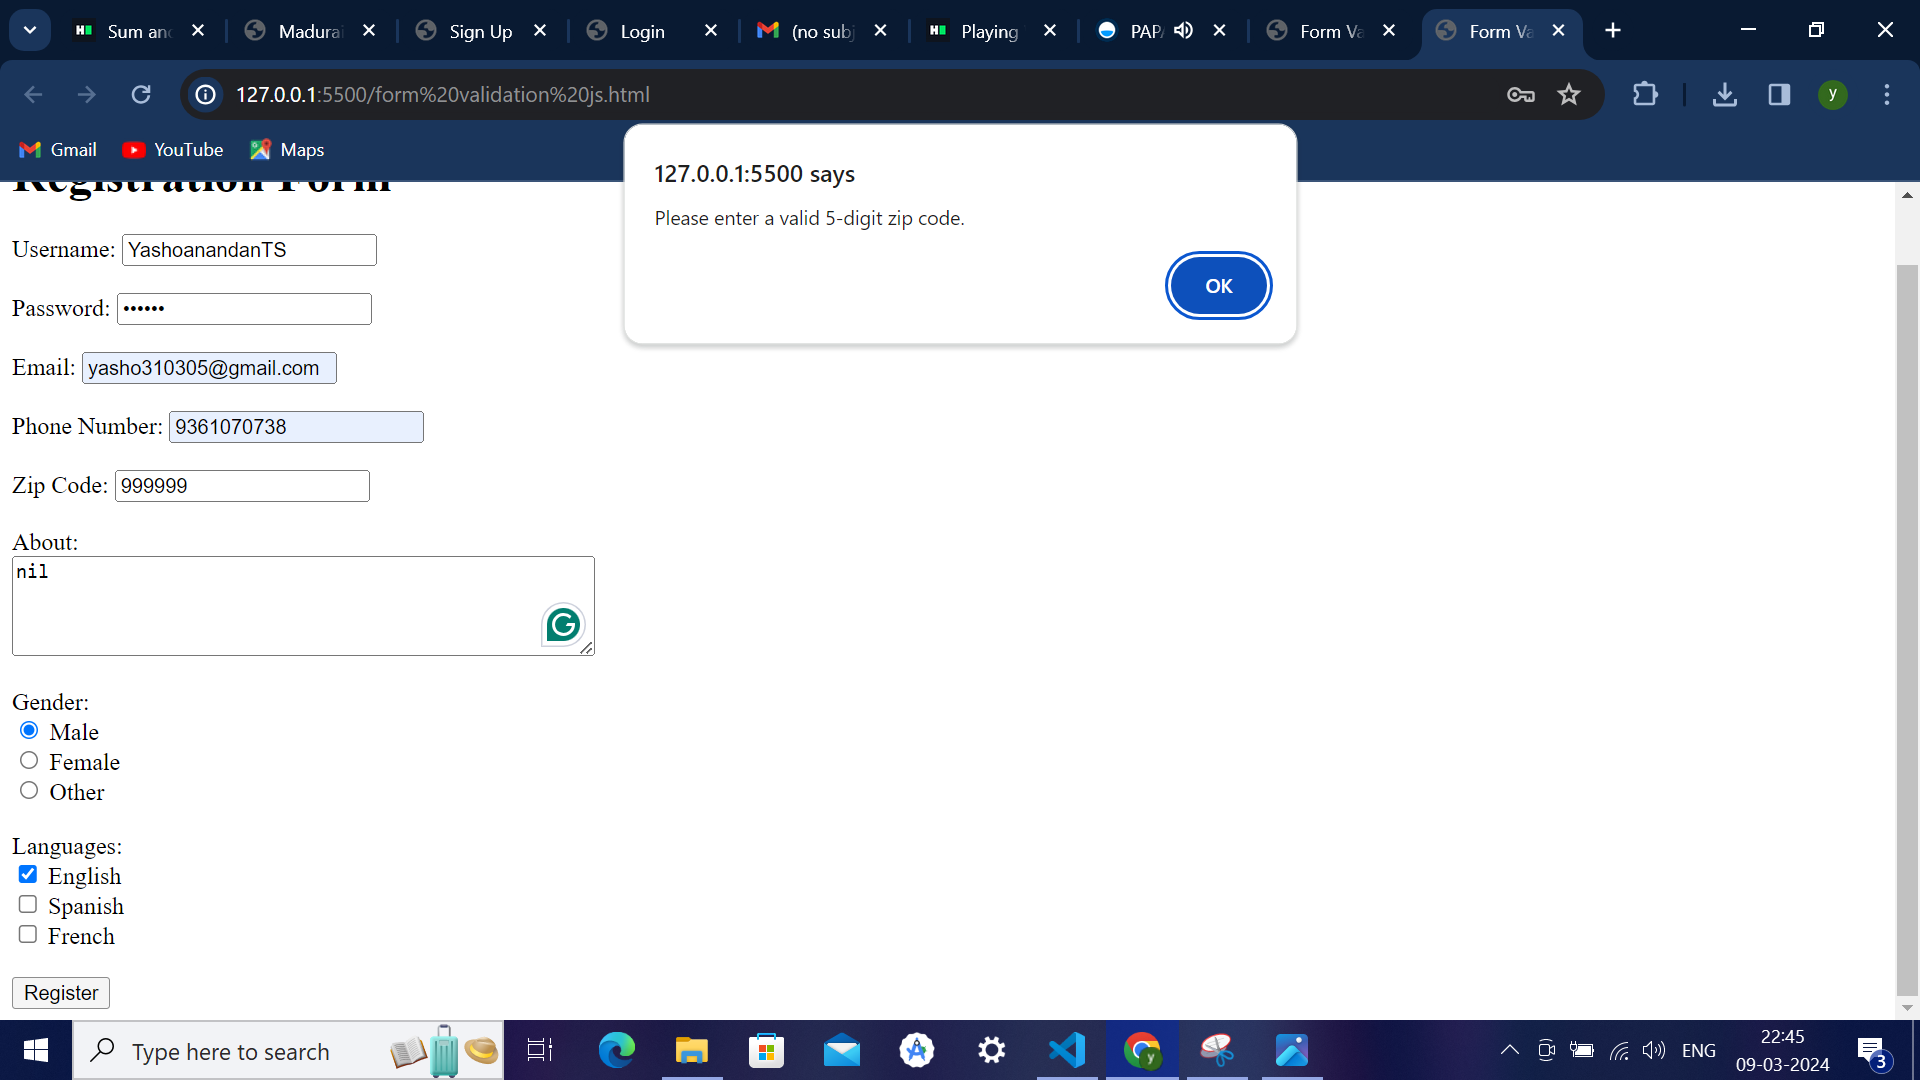 Sum an
Madurai
Sign Up
Login
(no subj
Playing
PAPA
Form Va
Form Va
127.0.0.1:5500/form%20validation%20js.html
y
Gmail
YouTube
Maps
127.0.0.1:5500 says
Please enter a valid 5-digit zip code.
OK
Registration Form
Username: YashoanandanTS
Password: ••••••
Email: yasho310305@gmail.com
Phone Number: 9361070738
Zip Code: 999999
About:
nil
Gender:
Male
Female
Other
Languages:
English
Spanish
French
Register
Type here to search
ENG
22:45
09-03-2024
3